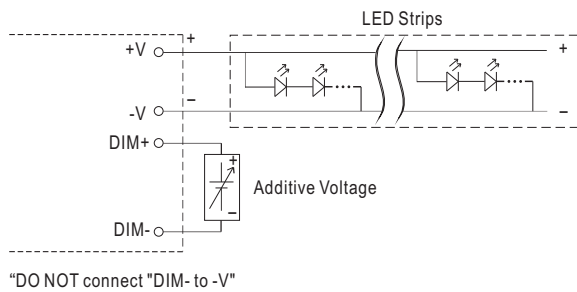 LED Strips
+V
+
+
-V
−
−
DIM+
+
Additive Voltage
−
DIM-
“DO NOT connect "DIM- to -V"